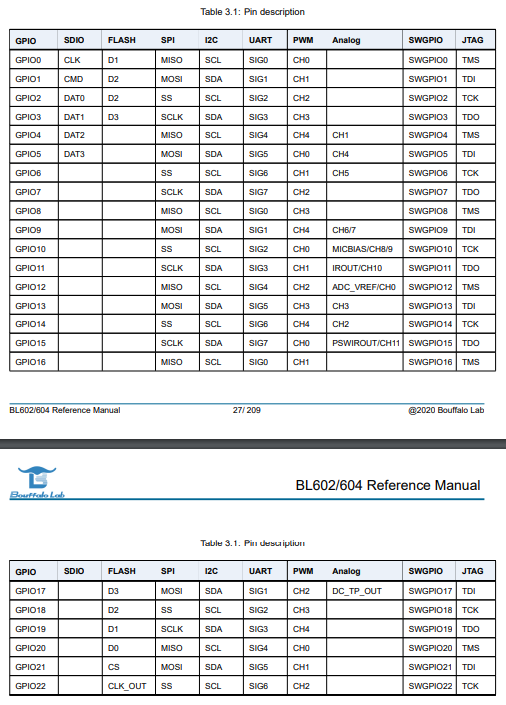 Table 3.1: Pin description
GPIO SDIO FLASH SPI I2C UART PWM Analog SWGPIO JTAG
GPIO0 CLK D1 MISO SCL SIG0 CH0 SWGPIO0 TMS
GPIO1 CMD D2 MOSI SDA SIG1 CH1 SWGPIO1 TDI
GPIO2 DAT0 D2 SS SCL SIG2 CH2 SWGPIO2 TCK
GPIO3 DAT1 D3 SCLK SDA SIG3 CH3 SWGPIO3 TDO
GPIO4 DAT2 MISO SCL SIG4 CH4 CH1 SWGPIO4 TMS
GPIO5 DAT3 MOSI SDA SIG5 CH0 CH4 SWGPIO5 TDI
GPIO6 SS SCL SIG6 CH1 CH5 SWGPIO6 TCK
GPIO7 SCLK SDA SIG7 CH2 SWGPIO7 TDO
GPIO8 MISO SCL SIG0 CH3 SWGPIO8 TMS
GPIO9 MOSI SDA SIG1 CH4 CH6/7 SWGPIO9 TDI
GPIO10 SS SCL SIG2 CH0 MICBIAS/CH8/9 SWGPIO10 TCK
GPIO11 SCLK SDA SIG3 CH1 IROUT/CH10 SWGPIO11 TDO
GPIO12 MISO SCL SIG4 CH2 ADC_VREF/CH0 SWGPIO12 TMS
GPIO13 MOSI SDA SIG5 CH3 CH3 SWGPIO13 TDI
GPIO14 SS SCL SIG6 CH4 CH2 SWGPIO14 TCK
GPIO15 SCLK SDA SIG7 CH0 PSWIROUT/CH11 SWGPIO15 TDO
GPIO16 MISO SCL SIG0 CH1 SWGPIO16 TMS
BL602/604 Reference Manual 27/ 209 @2020 Bouffalo Lab
Bouffalo Lab BL602/604 Reference Manual
Table 3.1: Pin description
GPIO SDIO FLASH SPI I2C UART PWM Analog SWGPIO JTAG
GPIO17 D3 MOSI SDA SIG1 CH2 DC_TP_OUT SWGPIO17 TDI
GPIO18 D2 SS SCL SIG2 CH3 SWGPIO18 TCK
GPIO19 D1 SCLK SDA SIG3 CH4 SWGPIO19 TDO
GPIO20 D0 MISO SCL SIG4 CH0 SWGPIO20 TMS
GPIO21 CS MOSI SDA SIG5 CH1 SWGPIO21 TDI
GPIO22 CLK_OUT SS SCL SIG6 CH2 SWGPIO22 TCK